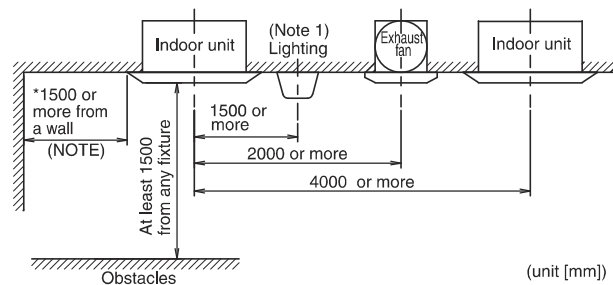 (Note 1)
Indoor unit
Lighting
Exhaust
fan
Indoor unit
*1500 or
more from
a wall
(NOTE)
At least 1500
from any fixture
1500 or
more
2000 or more
4000 or more
Obstacles
(unit [mm])